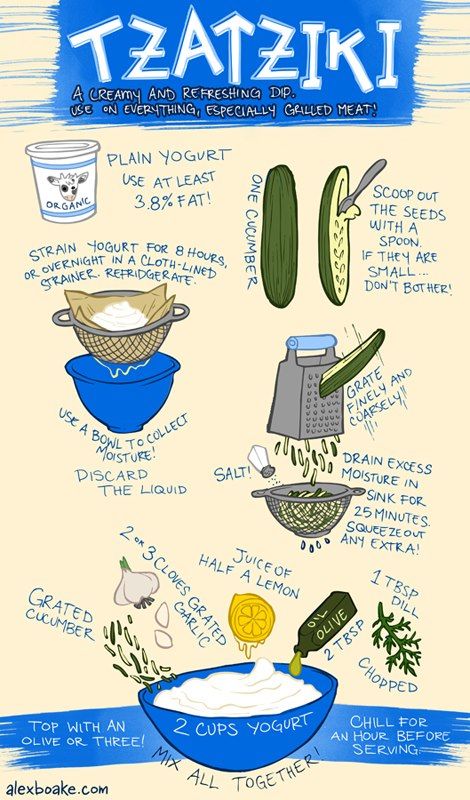 TZATZIKI
A CREAMY AND REFRESHING DIP.
USE ON EVERYTHING, ESPECIALLY GRILLED MEAT!
PLAIN YOGURT
USE AT LEAST
3.8% FAT!
ORGANIC
ONE CUCUMBER
SCOOP OUT
THE SEEDS
WITH A
SPOON.
IF THEY ARE
SMALL...
DON'T BOTHER!
STRAIN YOGURT FOR 8 HOURS,
OR OVERNIGHT IN A CLOTH-LINED
STRAINER. REFRIDGERATE.
USE A BOWL TO COLLECT
MOISTURE!
DISCARD
THE LIQUID
GRATE
FINELY AND
COARSELY!
SALT!
DRAIN EXCESS
MOISTURE IN
SINK FOR
25 MINUTES.
SQUEEZE OUT
ANY EXTRA!
GRATED
CUCUMBER
2 OR 3 CLOVES GRATED
GARLIC
JUICE OF
HALF A LEMON
OLIVE
OIL
2 TBSP
1 TBSP
DILL
CHOPPED
2 CUPS YOGURT
MIX ALL TOGETHER!
TOP WITH AN
OLIVE OR THREE!
CHILL FOR
AN HOUR BEFORE
SERVING.
alexboake.com